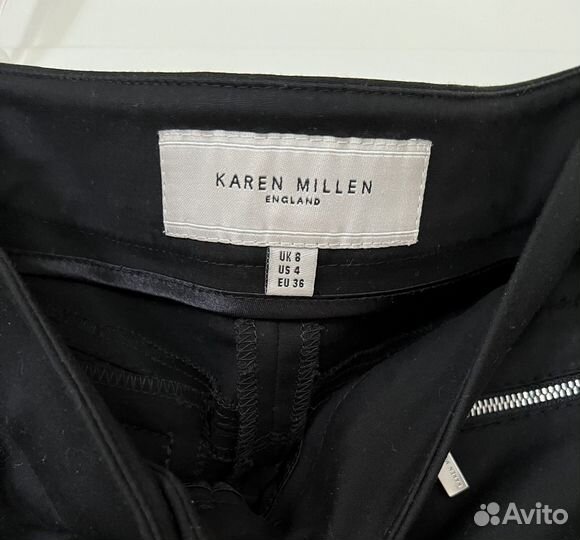 KAREN MILLEN
ENGLAND
UK 8
US 4
EU 36
Avito